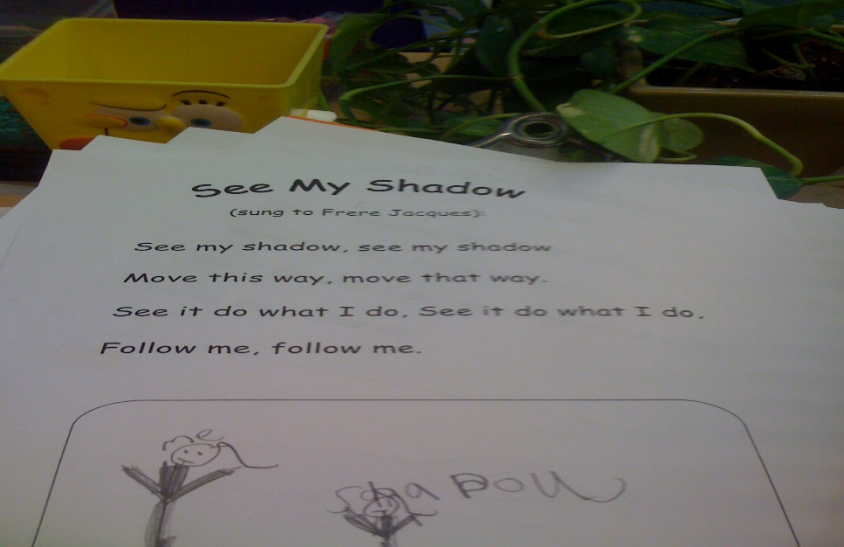 See My Shadow
(sung to Frere Jacques):
See my shadow, see my shadow
Move this way, move that way.
See it do what I do, See it do what I do,
Follow me, follow me.
me